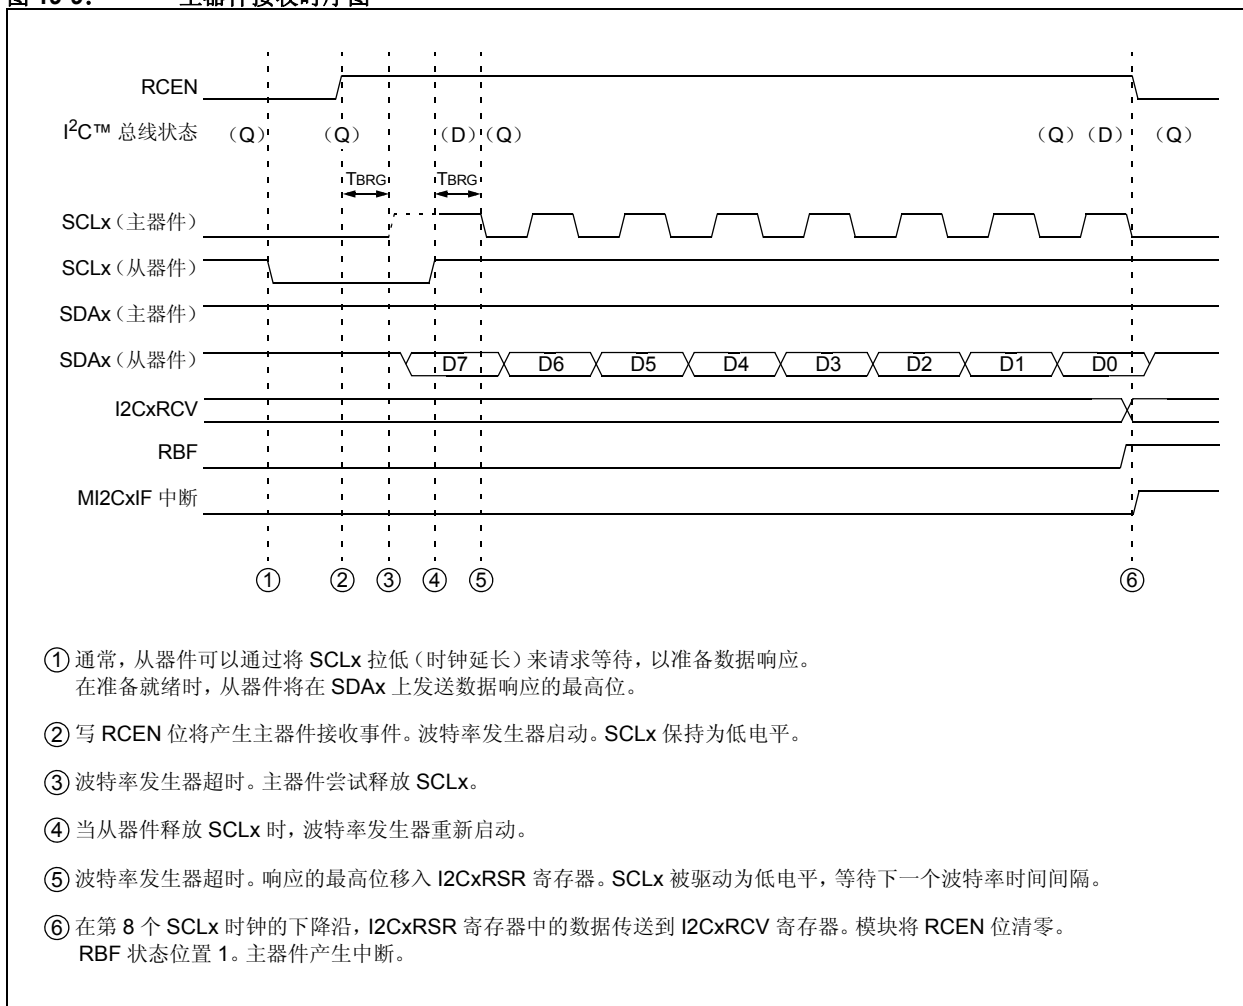 图 19-9： 主器件接收时序图
RCEN
I2C™ 总线状态 （Q） （Q） （D）（Q） （Q）（D） （Q）
TBRG TBRG
SCLx（主器件）
SCLx（从器件）
SDAx（主器件）
SDAx（从器件） D7 D6 D5 D4 D3 D2 D1 D0
I2CxRCV
RBF
MI2CxIF 中断
① ② ③ ④ ⑤ ⑥
① 通常，从器件可以通过将 SCLx 拉低（时钟延长）来请求等待，以准备数据响应。
在准备就绪时，从器件将在 SDAx 上发送数据响应的最高位。
② 写 RCEN 位将产生主器件接收事件。波特率发生器启动。SCLx 保持为低电平。
③ 波特率发生器超时。主器件尝试释放 SCLx。
④ 当从器件释放 SCLx 时，波特率发生器重新启动。
⑤ 波特率发生器超时。响应的最高位移入 I2CxRSR 寄存器。SCLx 被驱动为低电平，等待下一个波特率时间间隔。
⑥ 在第 8 个 SCLx 时钟的下降沿，I2CxRSR 寄存器中的数据传送到 I2CxRCV 寄存器。模块将 RCEN 位清零。
RBF 状态位置 1。主器件产生中断。